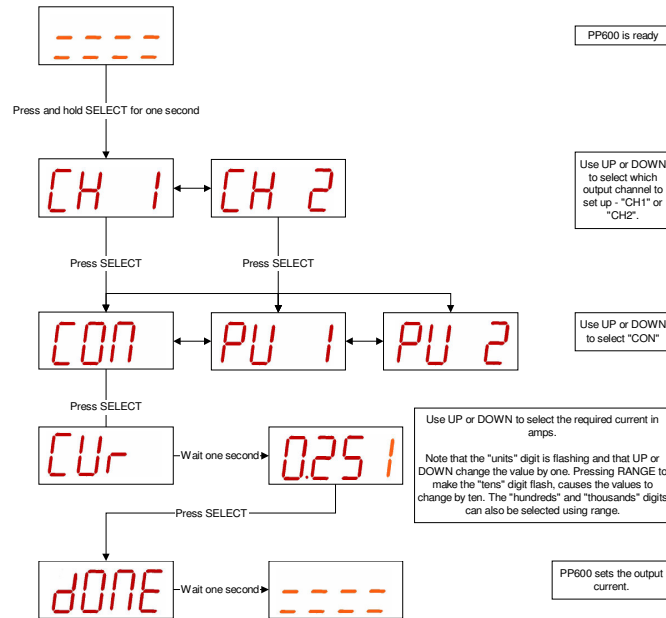 PP600 is ready
Press and hold SELECT for one second
CH 1
CH 2
Use UP or DOWN
to select which
output channel to
set up - "CH1" or
"CH2".
Press SELECT
Press SELECT
CON
PU 1
PU 2
Use UP or DOWN
to select "CON"
Press SELECT
CUr
Wait one second
0.251
Use UP or DOWN to select the required current in
amps.
Note that the "units" digit is flashing and that UP or
DOWN change the value by one. Pressing RANGE to
make the "tens" digit flash, causes the values to
change by ten. The "hundreds" and "thousands" digits
can also be selected using range.
Press SELECT
dONE
Wait one second
PP600 sets the output
current.